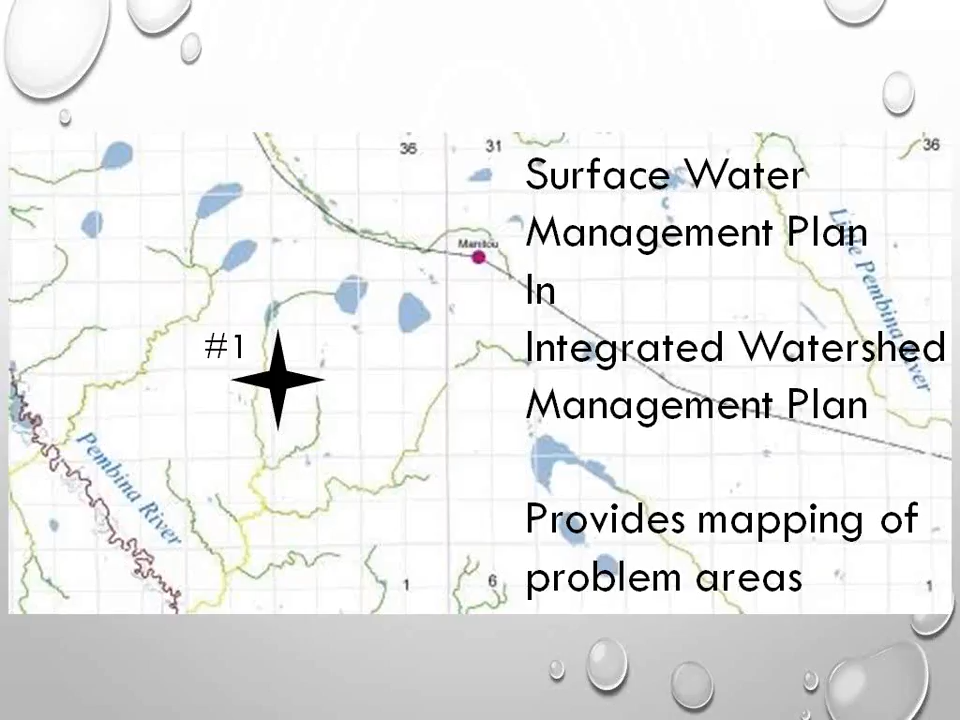 36
31
36
Surface Water
Management Plan
In
Integrated Watershed
Management Plan
Provides mapping of
problem areas
Manitou
#1
Little Pembina River
Pembina River
1
6
1